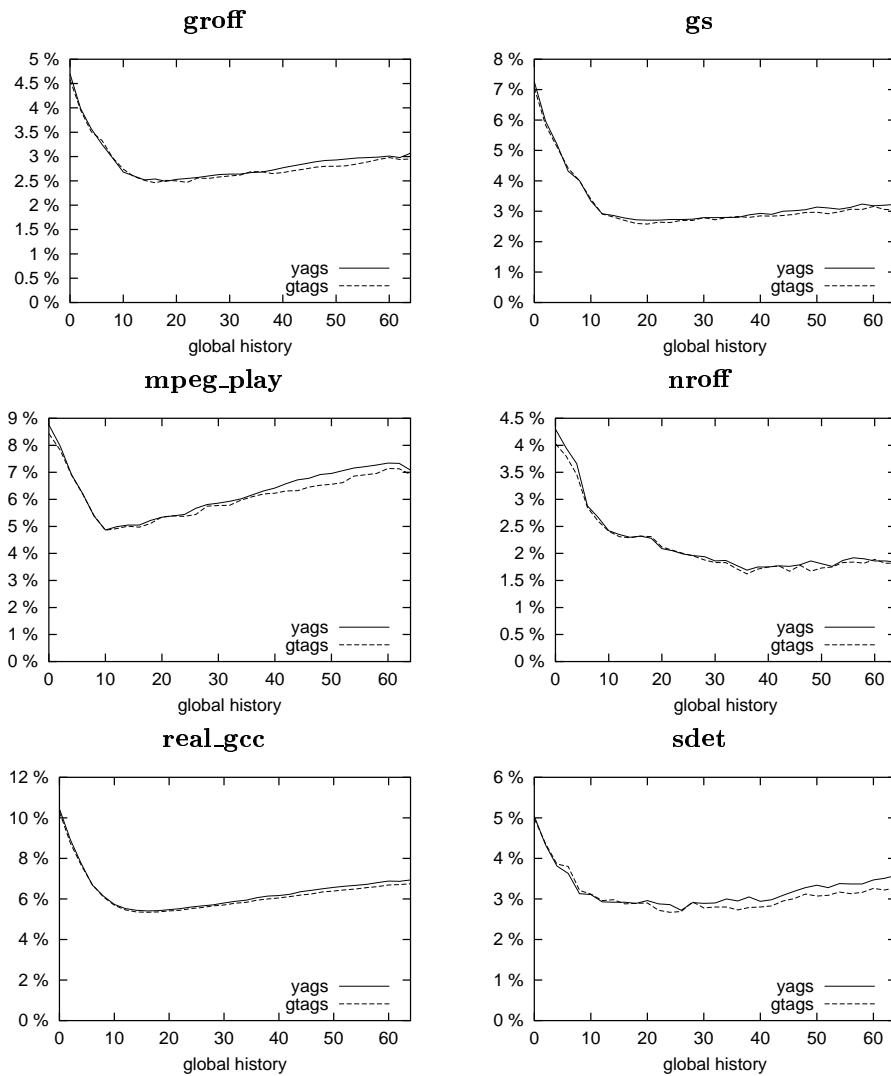 groff
5 %
4.5 %
4 %
3.5 %
3 %
2.5 %
2 %
1.5 %
1 %
0.5 %
0 %
yags
gtags
0 10 20 30 40 50 60
global history
gs
8 %
7 %
6 %
5 %
4 %
3 %
2 %
1 %
0 %
yags
gtags
0 10 20 30 40 50 60
global history
mpeg_play
9 %
8 %
7 %
6 %
5 %
4 %
3 %
2 %
1 %
0 %
yags
gtags
0 10 20 30 40 50 60
global history
nroff
4.5 %
4 %
3.5 %
3 %
2.5 %
2 %
1.5 %
1 %
0.5 %
0 %
yags
gtags
0 10 20 30 40 50 60
global history
real_gcc
12 %
10 %
8 %
6 %
4 %
2 %
0 %
yags
gtags
0 10 20 30 40 50 60
global history
sdet
6 %
5 %
4 %
3 %
2 %
1 %
0 %
yags
gtags
0 10 20 30 40 50 60
global history